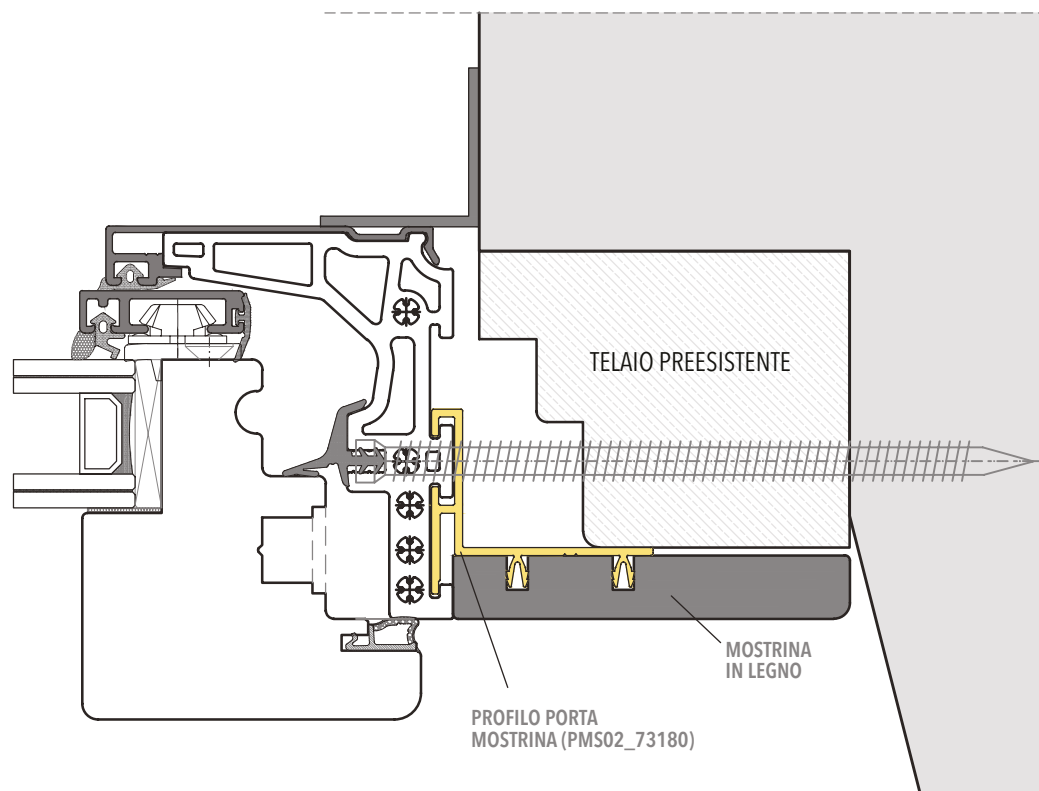 TELAIO PREESISTENTE
MOSTRINA
IN LEGNO
PROFILO PORTA
MOSTRINA (PMS02_73180)